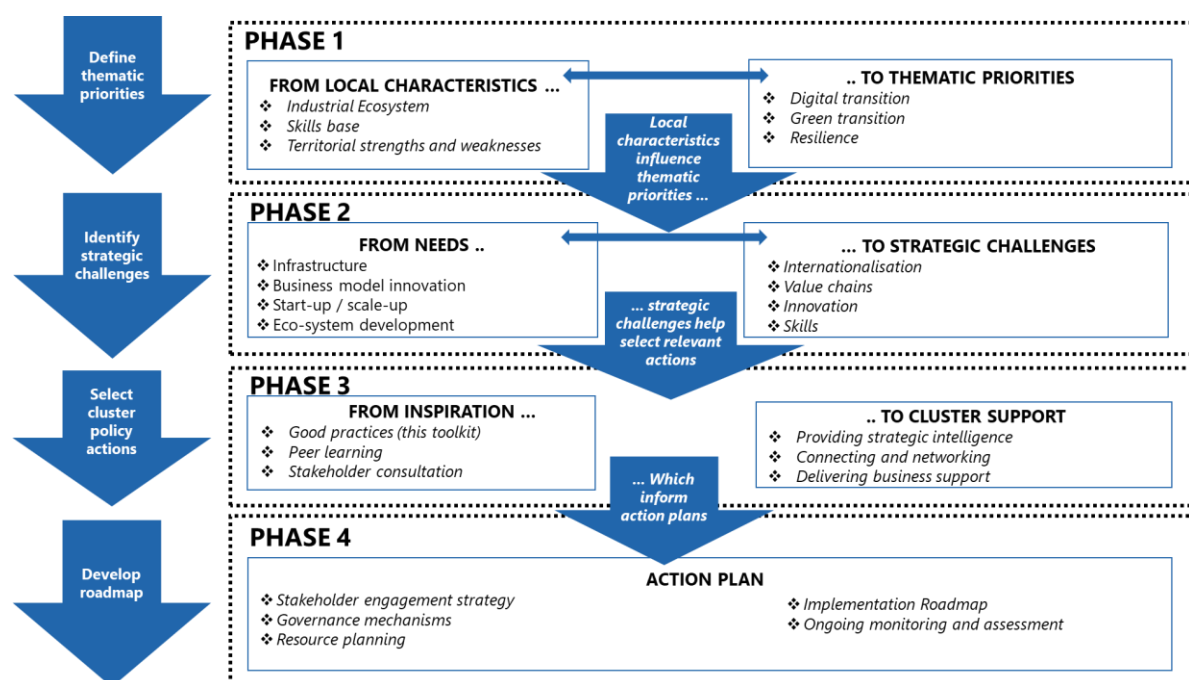 Define
thematic
priorities
PHASE 1
FROM LOCAL CHARACTERISTICS ...
❖ Industrial Ecosystem
❖ Skills base
❖ Territorial strengths and weaknesses
.. TO THEMATIC PRIORITIES
❖ Digital transition
❖ Green transition
❖ Resilience
Local
characteristics
influence
thematic
priorities ...
Identify
strategic
challenges
PHASE 2
FROM NEEDS ..
❖ Infrastructure
❖ Business model innovation
❖ Start-up / scale-up
❖ Eco-system development
... TO STRATEGIC CHALLENGES
❖ Internationalisation
❖ Value chains
❖ Innovation
❖ Skills
... strategic
challenges help
select relevant
actions
Select
cluster
policy
actions
PHASE 3
FROM INSPIRATION ...
❖ Good practices (this toolkit)
❖ Peer learning
❖ Stakeholder consultation
.. TO CLUSTER SUPPORT
❖ Providing strategic intelligence
❖ Connecting and networking
❖ Delivering business support
... Which
inform
action plans
Develop
roadmap
PHASE 4
ACTION PLAN
❖ Stakeholder engagement strategy
❖ Governance mechanisms
❖ Resource planning
❖ Implementation Roadmap
❖ Ongoing monitoring and assessment